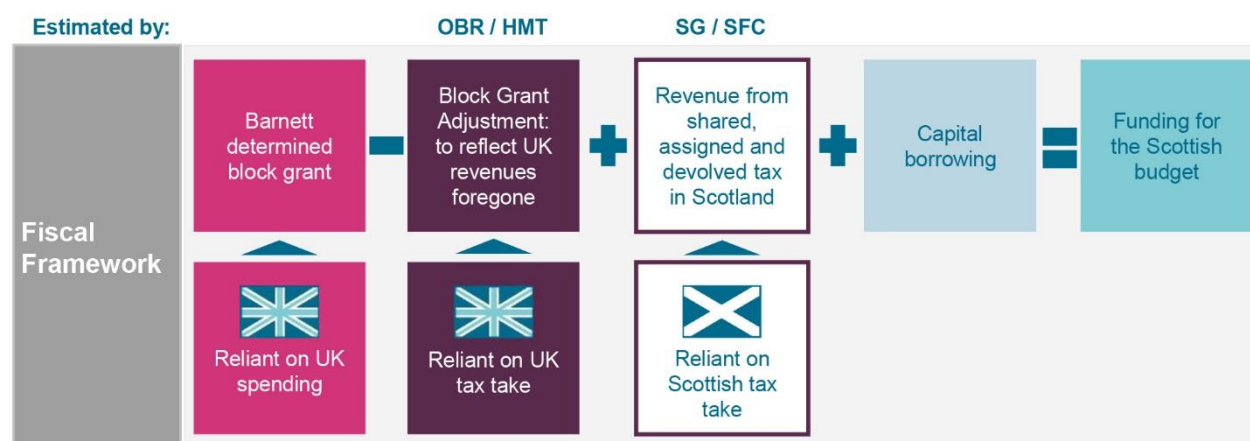 Estimated by:
OBR / HMT
SG / SFC
Fiscal
Framework
Barnett
determined
block grant
Block Grant
Adjustment:
to reflect UK
revenues
foregone
Revenue from
shared,
assigned and
devolved tax
in Scotland
Capital
borrowing
Funding for
the Scottish
budget
Reliant on UK
spending
Reliant on UK
tax take
Reliant on
Scottish tax
take